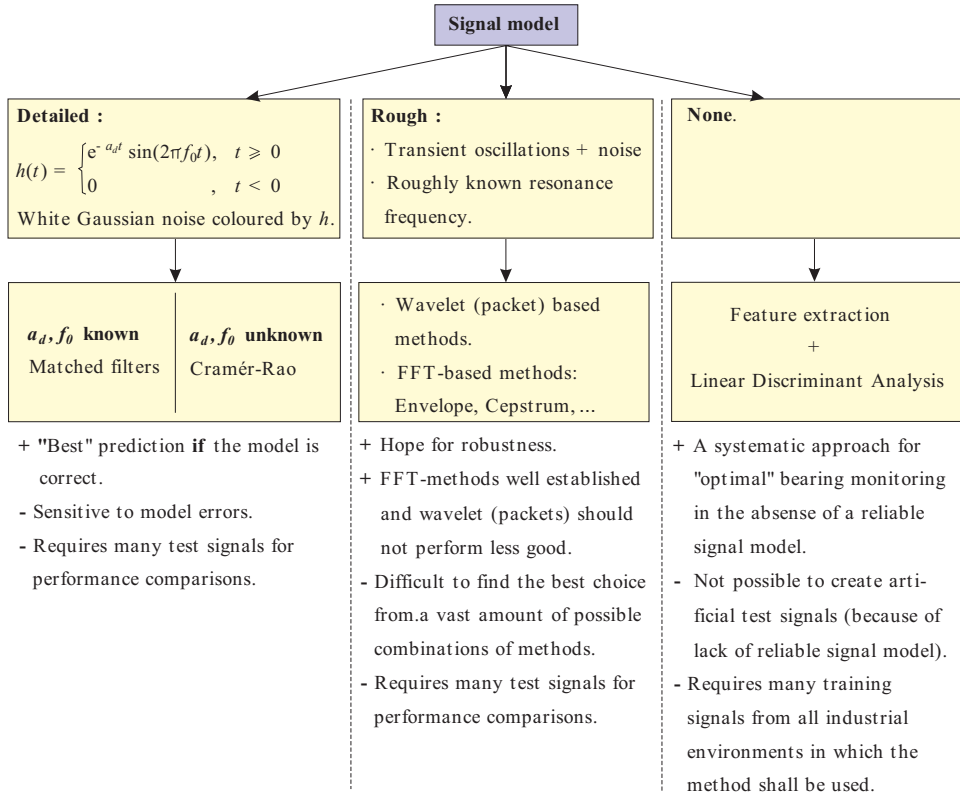 Signal model
Detailed :
h(t) = { e^{- a_d t} sin(2πf_0 t), t ⩾ 0
0 , t < 0
White Gaussian noise coloured by h.
a_d, f_0 known
Matched filters
a_d, f_0 unknown
Cramér-Rao
+ "Best" prediction if the model is
correct.
- Sensitive to model errors.
- Requires many test signals for
performance comparisons.
Rough :
· Transient oscillations + noise
· Roughly known resonance
frequency.
· Wavelet (packet) based
methods.
· FFT-based methods:
Envelope, Cepstrum, ...
+ Hope for robustness.
+ FFT-methods well established
and wavelet (packets) should
not perform less good.
- Difficult to find the best choice
from.a vast amount of possible
combinations of methods.
- Requires many test signals for
performance comparisons.
None.
Feature extraction
+
Linear Discriminant Analysis
+ A systematic approach for
"optimal" bearing monitoring
in the absense of a reliable
signal model.
- Not possible to create arti-
ficial test signals (because of
lack of reliable signal model).
- Requires many training
signals from all industrial
environments in which the
method shall be used.